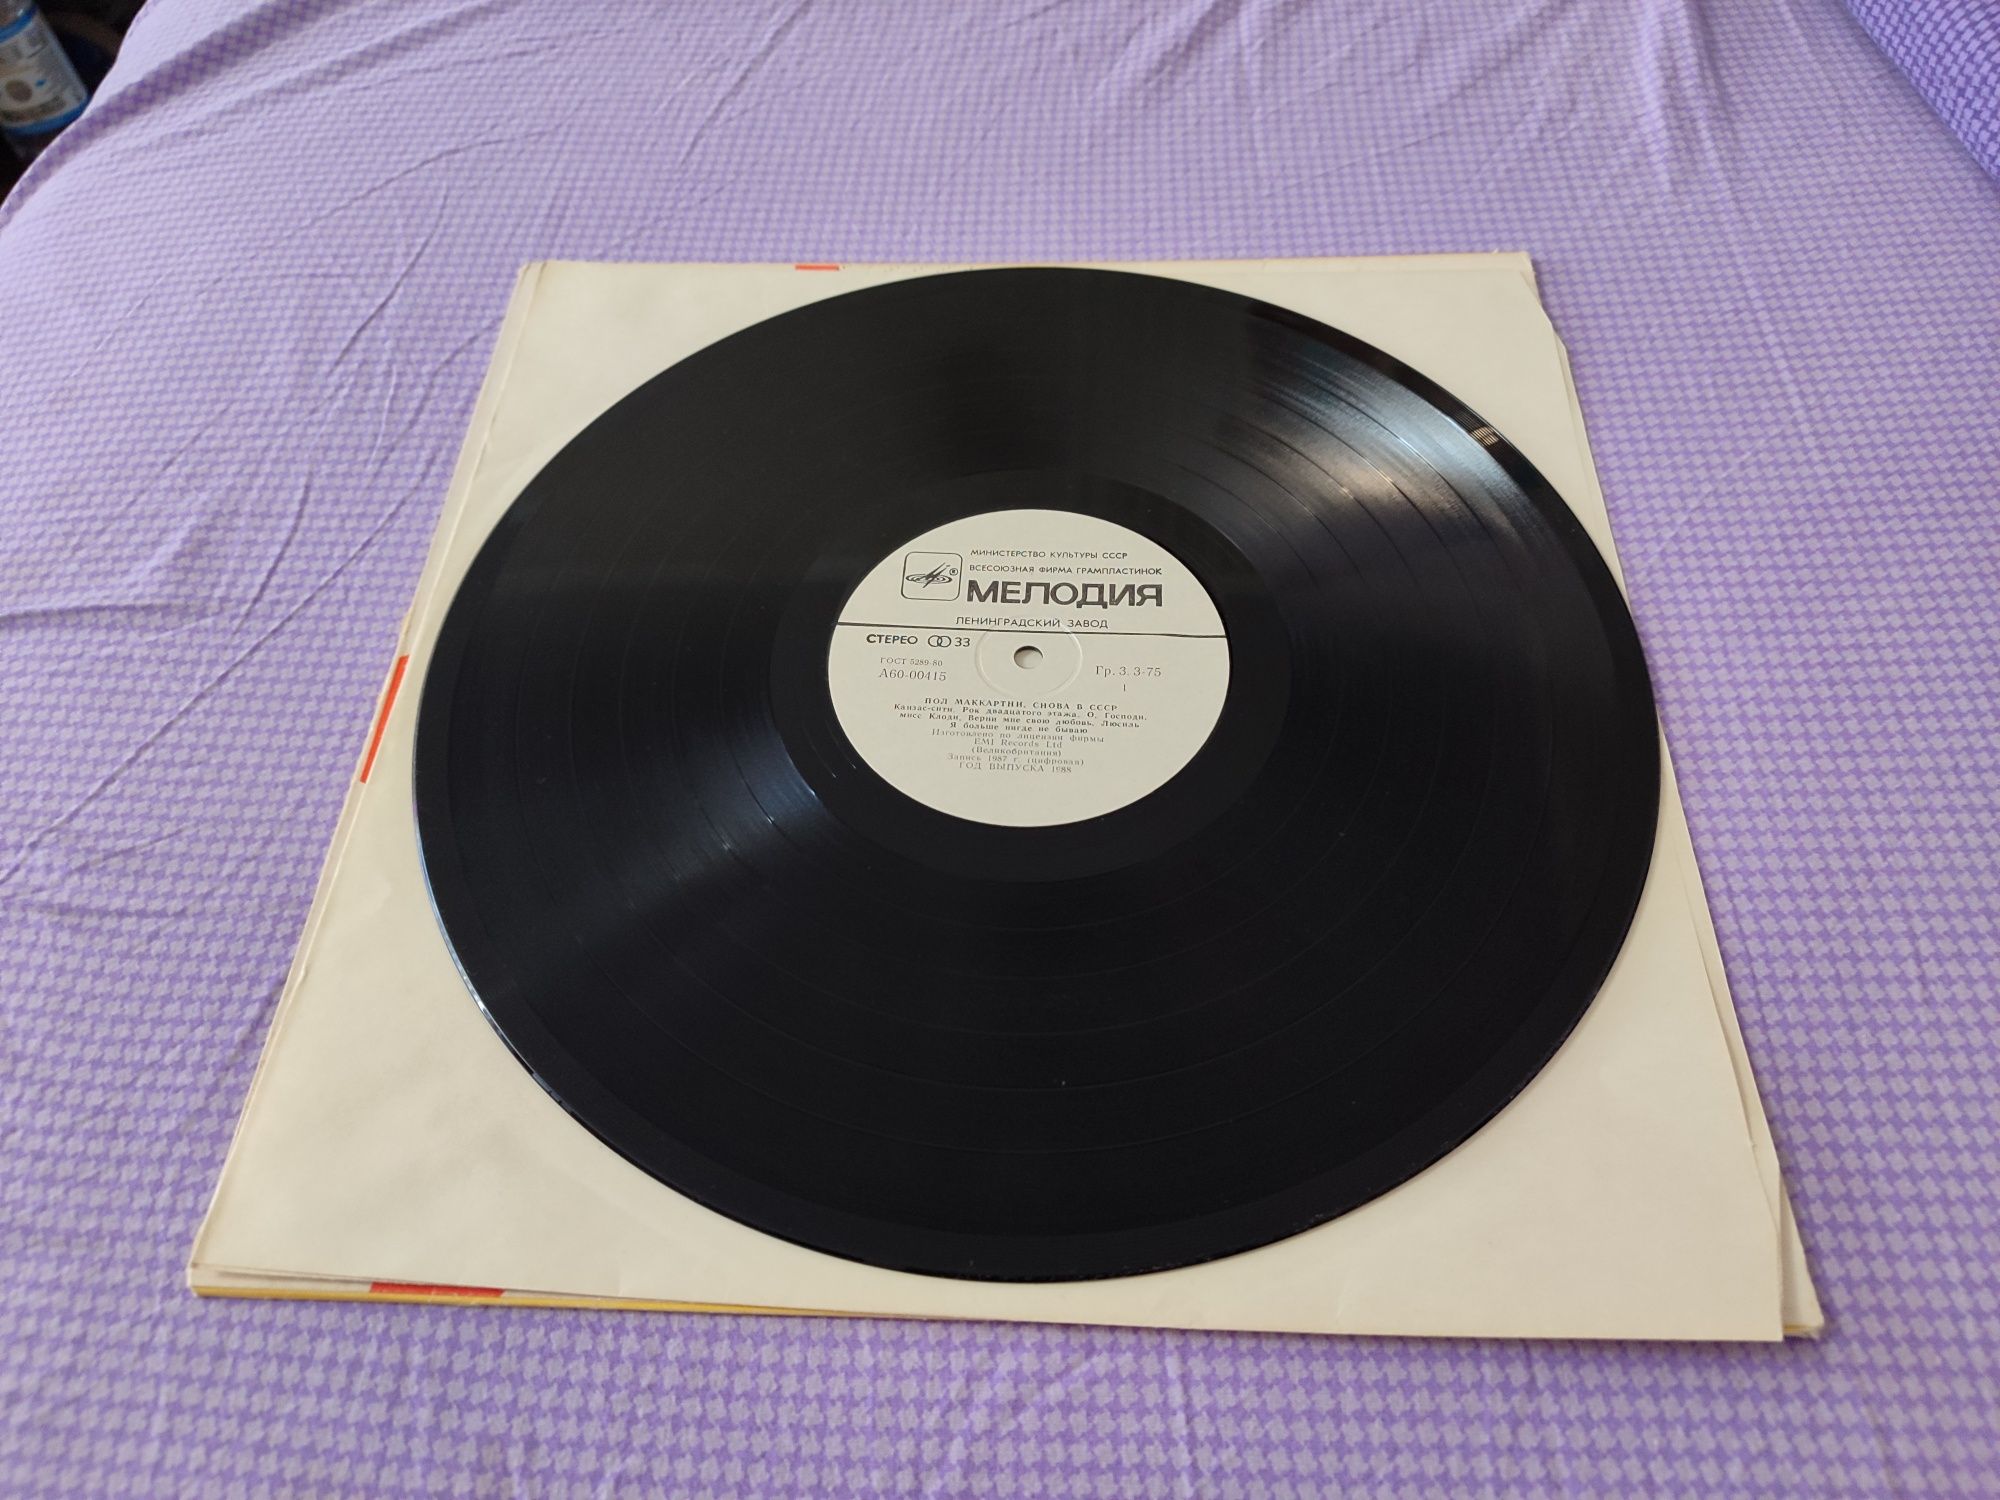 МИНИСТЕРСТВО КУЛЬТУРЫ СССР
ВСЕСОЮЗНАЯ ФИРМА ГРАМПЛАСТИНОК
МЕЛОДИЯ
ЛЕНИНГРАДСКИЙ ЗАВОД
СТЕРЕО 33
ГОСТ 5289-80
А60-00415
Гр. 3. 3-75
1
ПОЛ МАККАРТНИ. СНОВА В СССР
Канзас-сити. Рок двадцатого этажа. О, Господи,
мисс Клоди. Верни мне свою любовь. Люсиль
Я больше нигде не бываю
Изготовлено по лицензии фирмы
EMI Records Ltd
(Великобритания)
Запись 1987 г. (цифровая)
ГОД ВЫПУСКА 1988